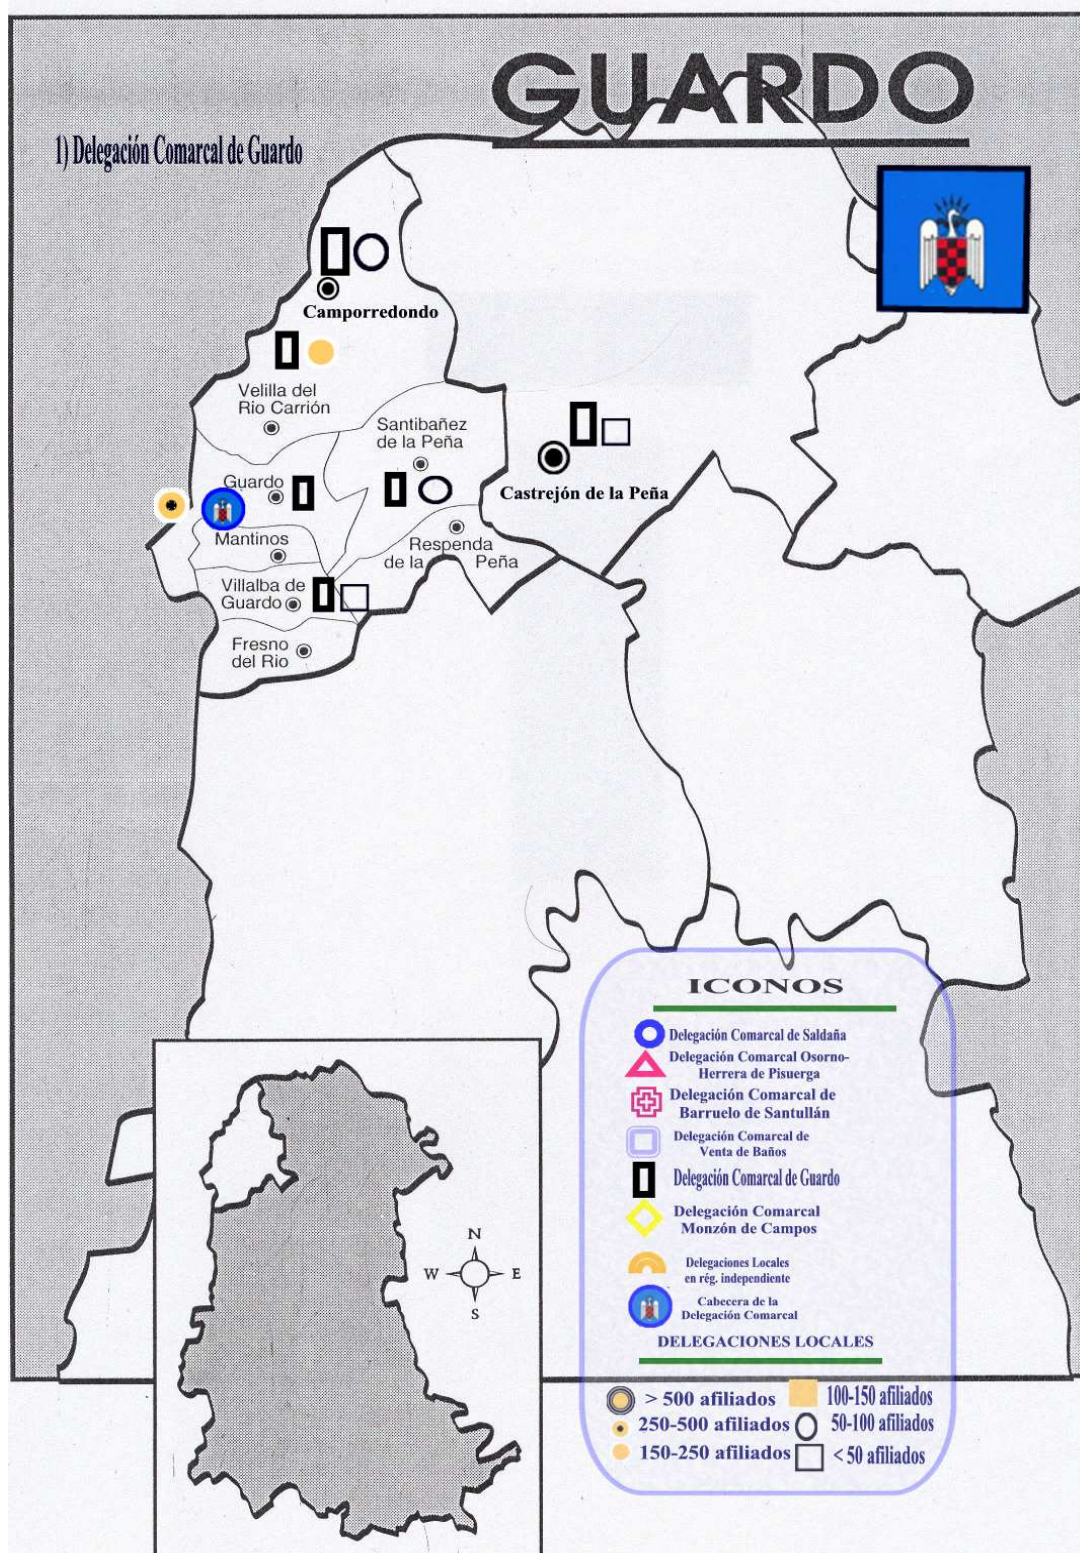 GUARDO
1) Delegación Comarcal de Guardo
Camporredondo
Velilla del
Rio Carrión
Santibañez
de la Peña
Castrejón de la Peña
Guardo
Mantinos
Respenda
de la Peña
Villalba de
Guardo
Fresno
del Rio
ICONOS
Delegación Comarcal de Saldaña
Delegación Comarcal Osorno-
Herrera de Pisuerga
Delegación Comarcal de
Barruelo de Santullán
Delegación Comarcal de
Venta de Baños
Delegación Comarcal de Guardo
Delegación Comarcal
Monzón de Campos
Delegaciones Locales
en rég. independiente
Cabecera de la
Delegación Comarcal
DELEGACIONES LOCALES
> 500 afiliados
100-150 afiliados
250-500 afiliados
50-100 afiliados
150-250 afiliados
< 50 afiliados
N
W E
S